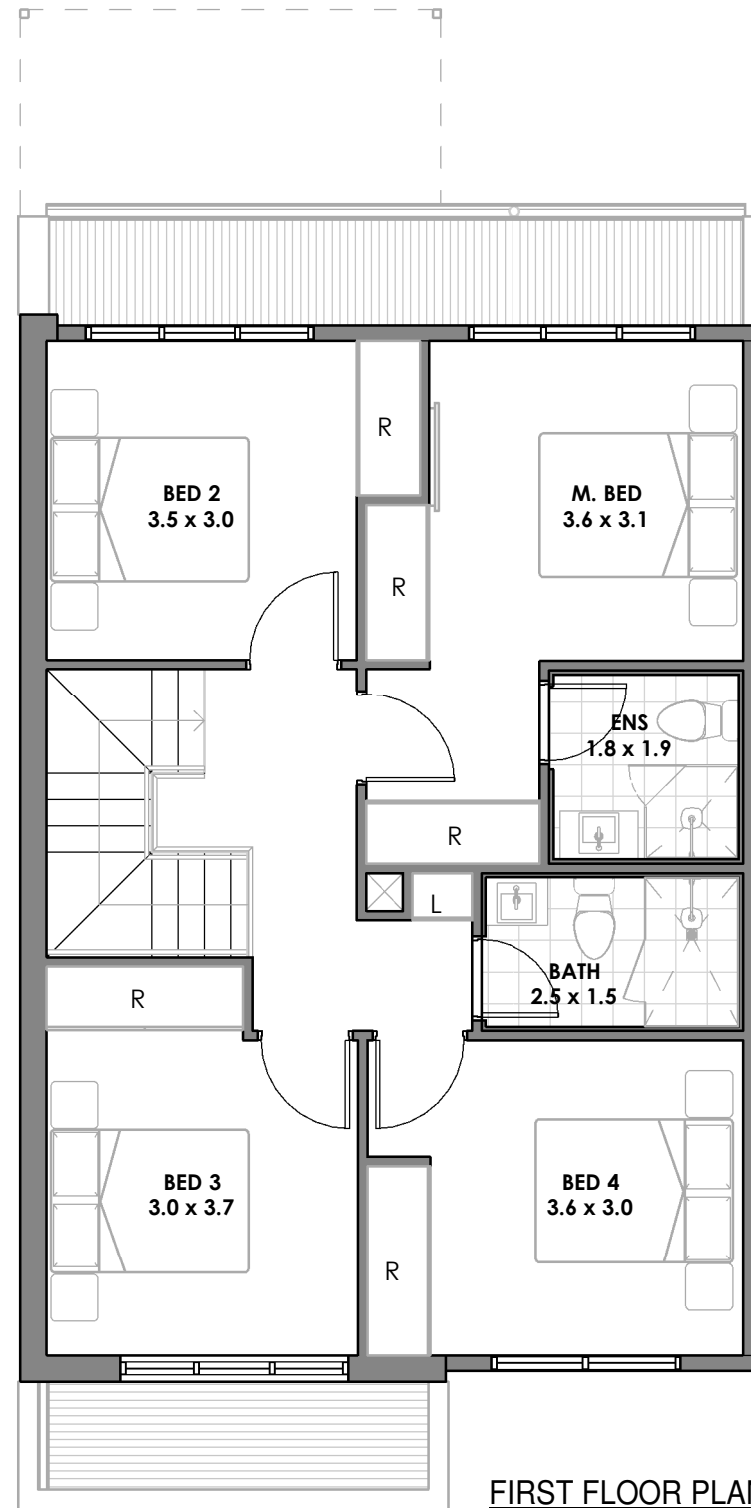 R
BED 2
3.5 x 3.0
M. BED
3.6 x 3.1
R
ENS
1.8 x 1.9
R
L
BATH
2.5 x 1.5
R
BED 3
3.0 x 3.7
BED 4
3.6 x 3.0
R
FIRST FLOOR PLAN